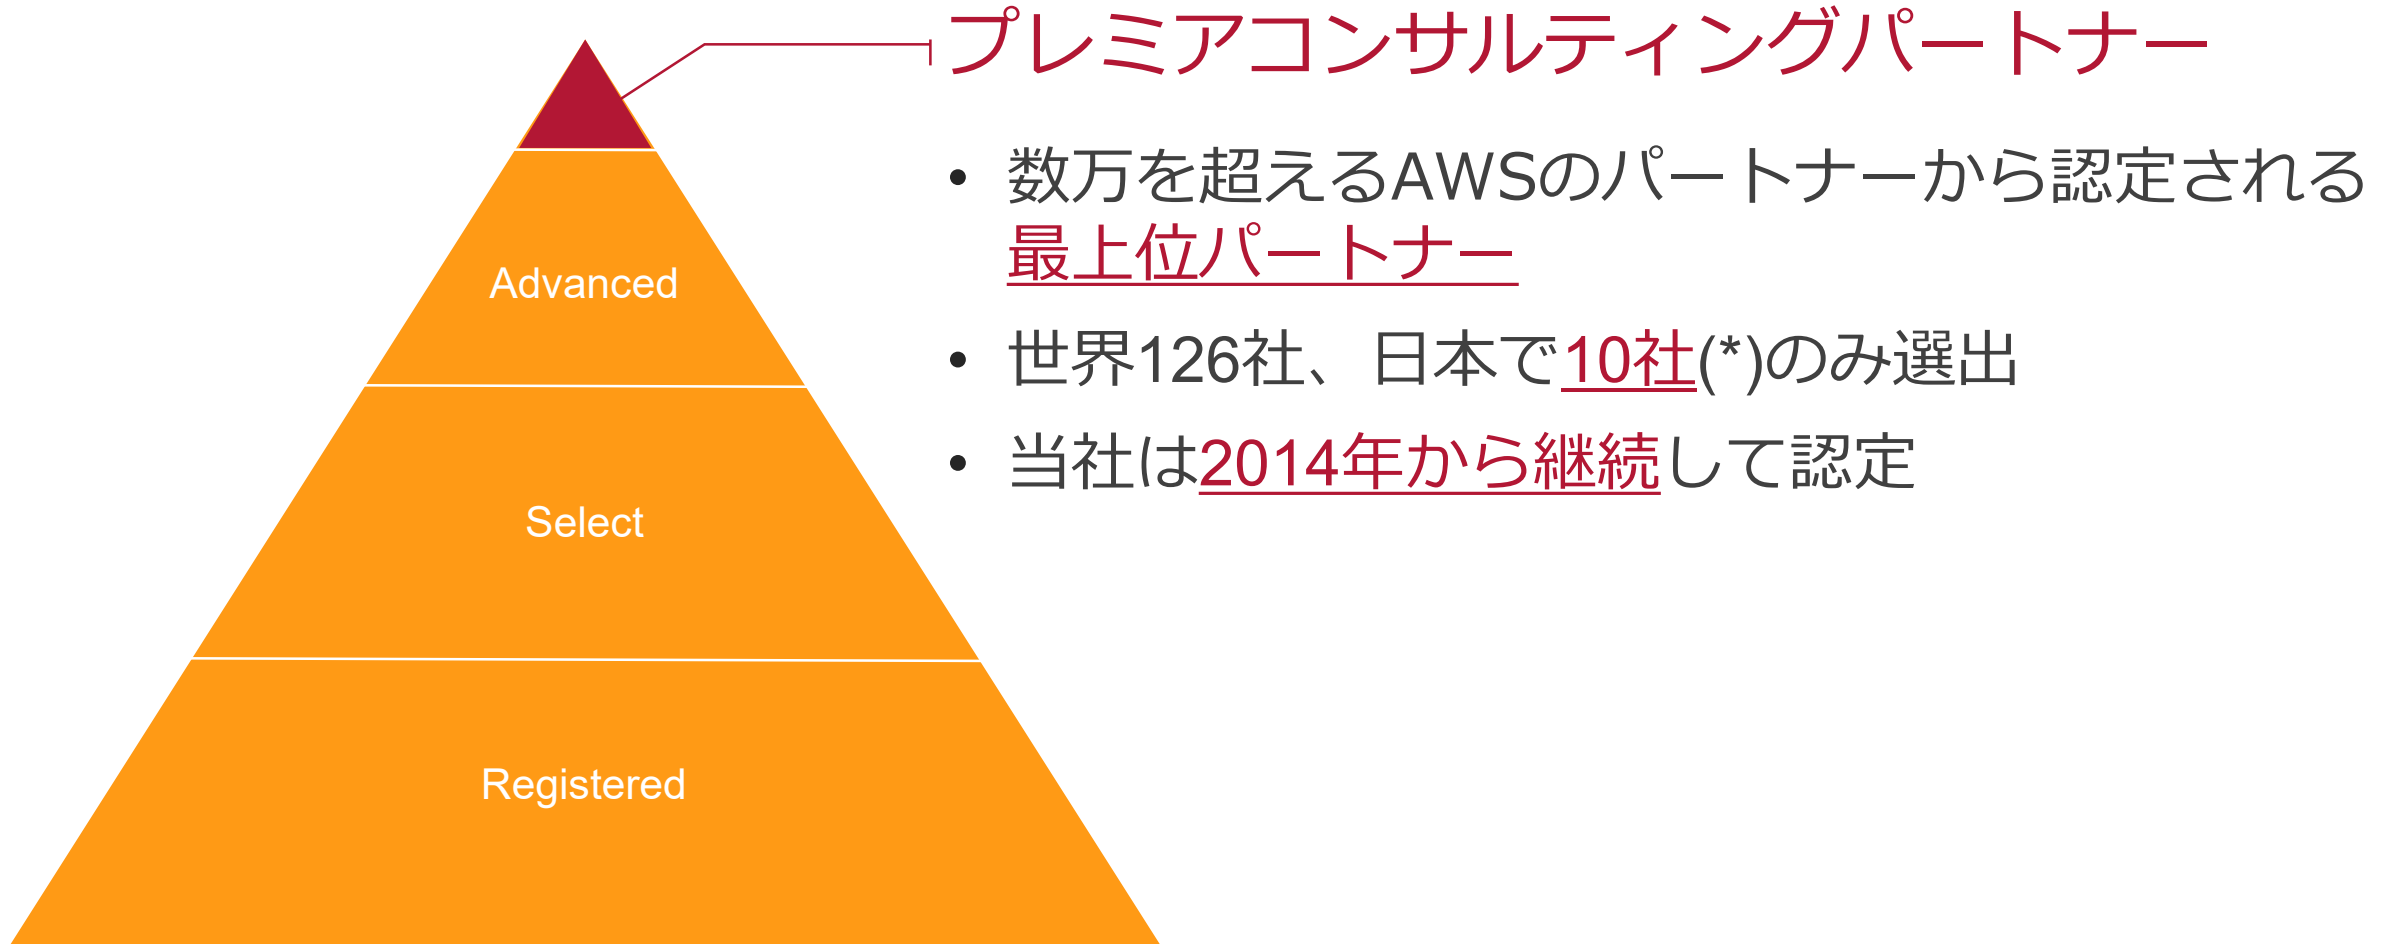 プレミアコンサルティングパートナー
• 数万を超えるAWSのパートナーから認定される
最上位パートナー
• 世界126社、日本で10社(*)のみ選出
• 当社は2014年から継続して認定
Advanced
Select
Registered